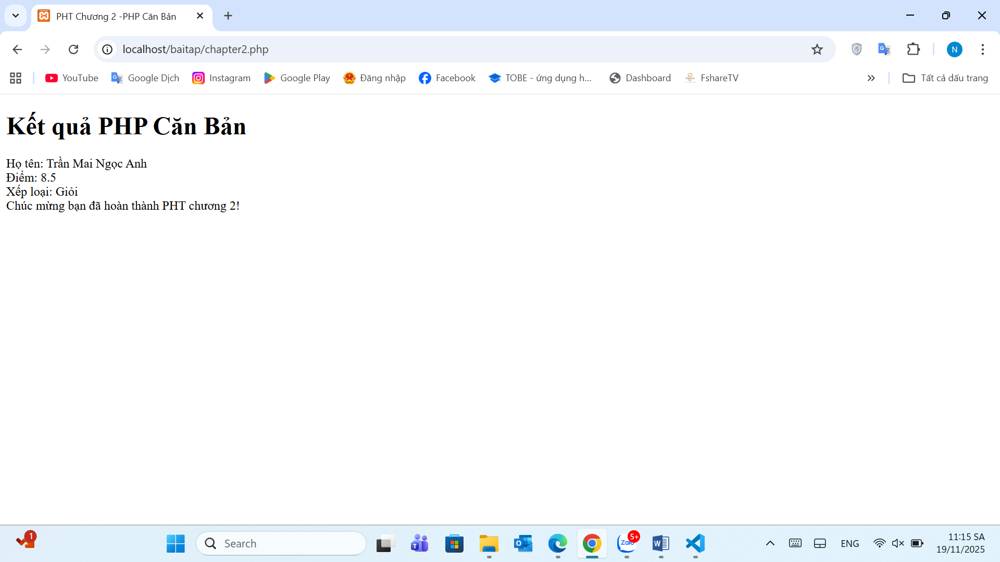 PHT Chương 2 -PHP Căn Bản
localhost/baitap/chapter2.php
N
YouTube
Google Dịch
Instagram
Google Play
Đăng nhập
Facebook
TOBE - ứng dụng h...
Dashboard
FshareTV
Tất cả dấu trang
Kết quả PHP Căn Bản
Họ tên: Trần Mai Ngọc Anh
Điểm: 8.5
Xếp loại: Giỏi
Chúc mừng bạn đã hoàn thành PHT chương 2!
1
Search
Zalo
5+
ENG
11:15 SA
19/11/2025